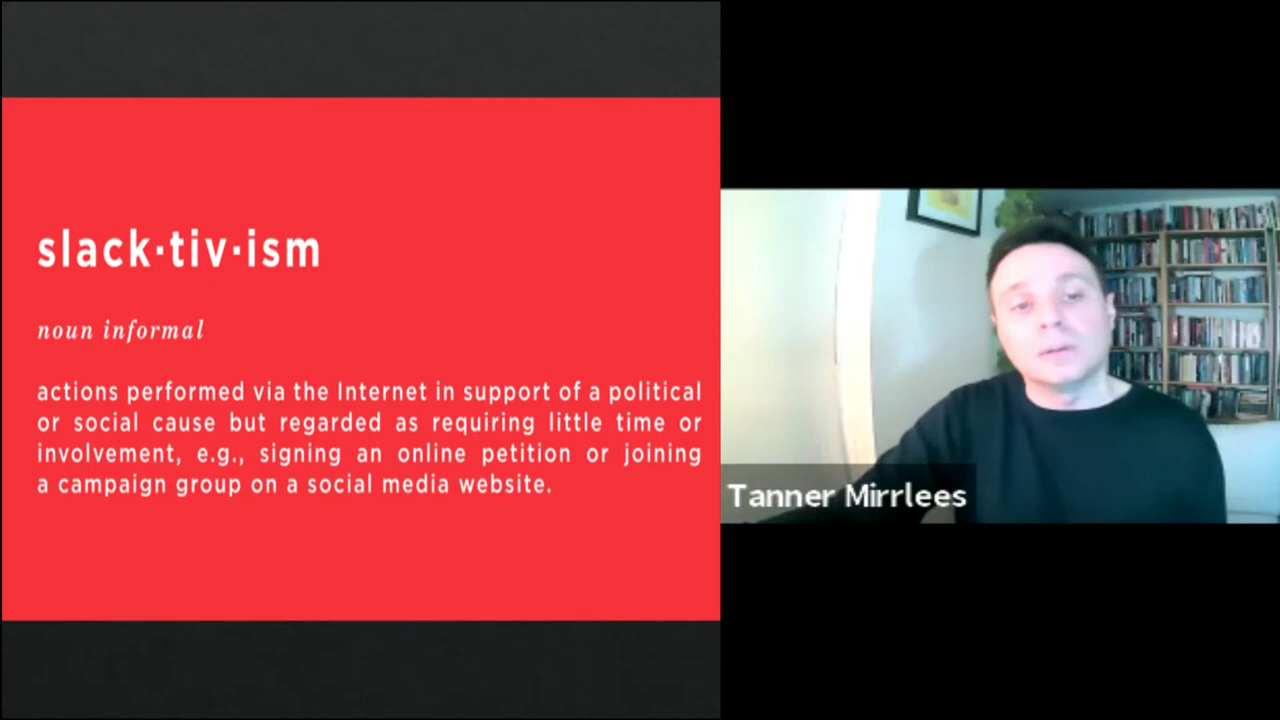 slack·tiv·ism
noun informal
actions performed via the Internet in support of a political
or social cause but regarded as requiring little time or
involvement, e.g., signing an online petition or joining
a campaign group on a social media website.
Tanner Mirrlees